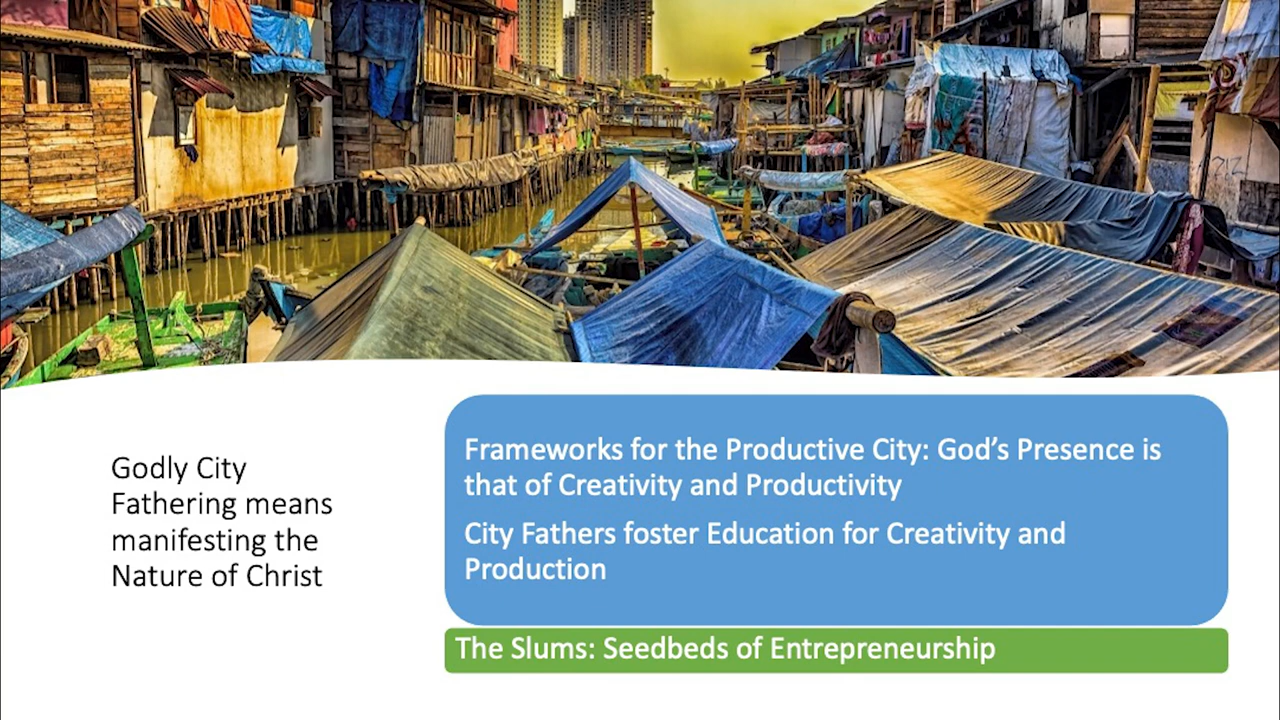 Godly City
Fathering means
manifesting the
Nature of Christ
Frameworks for the Productive City: God’s Presence is
that of Creativity and Productivity
City Fathers foster Education for Creativity and
Production
The Slums: Seedbeds of Entrepreneurship